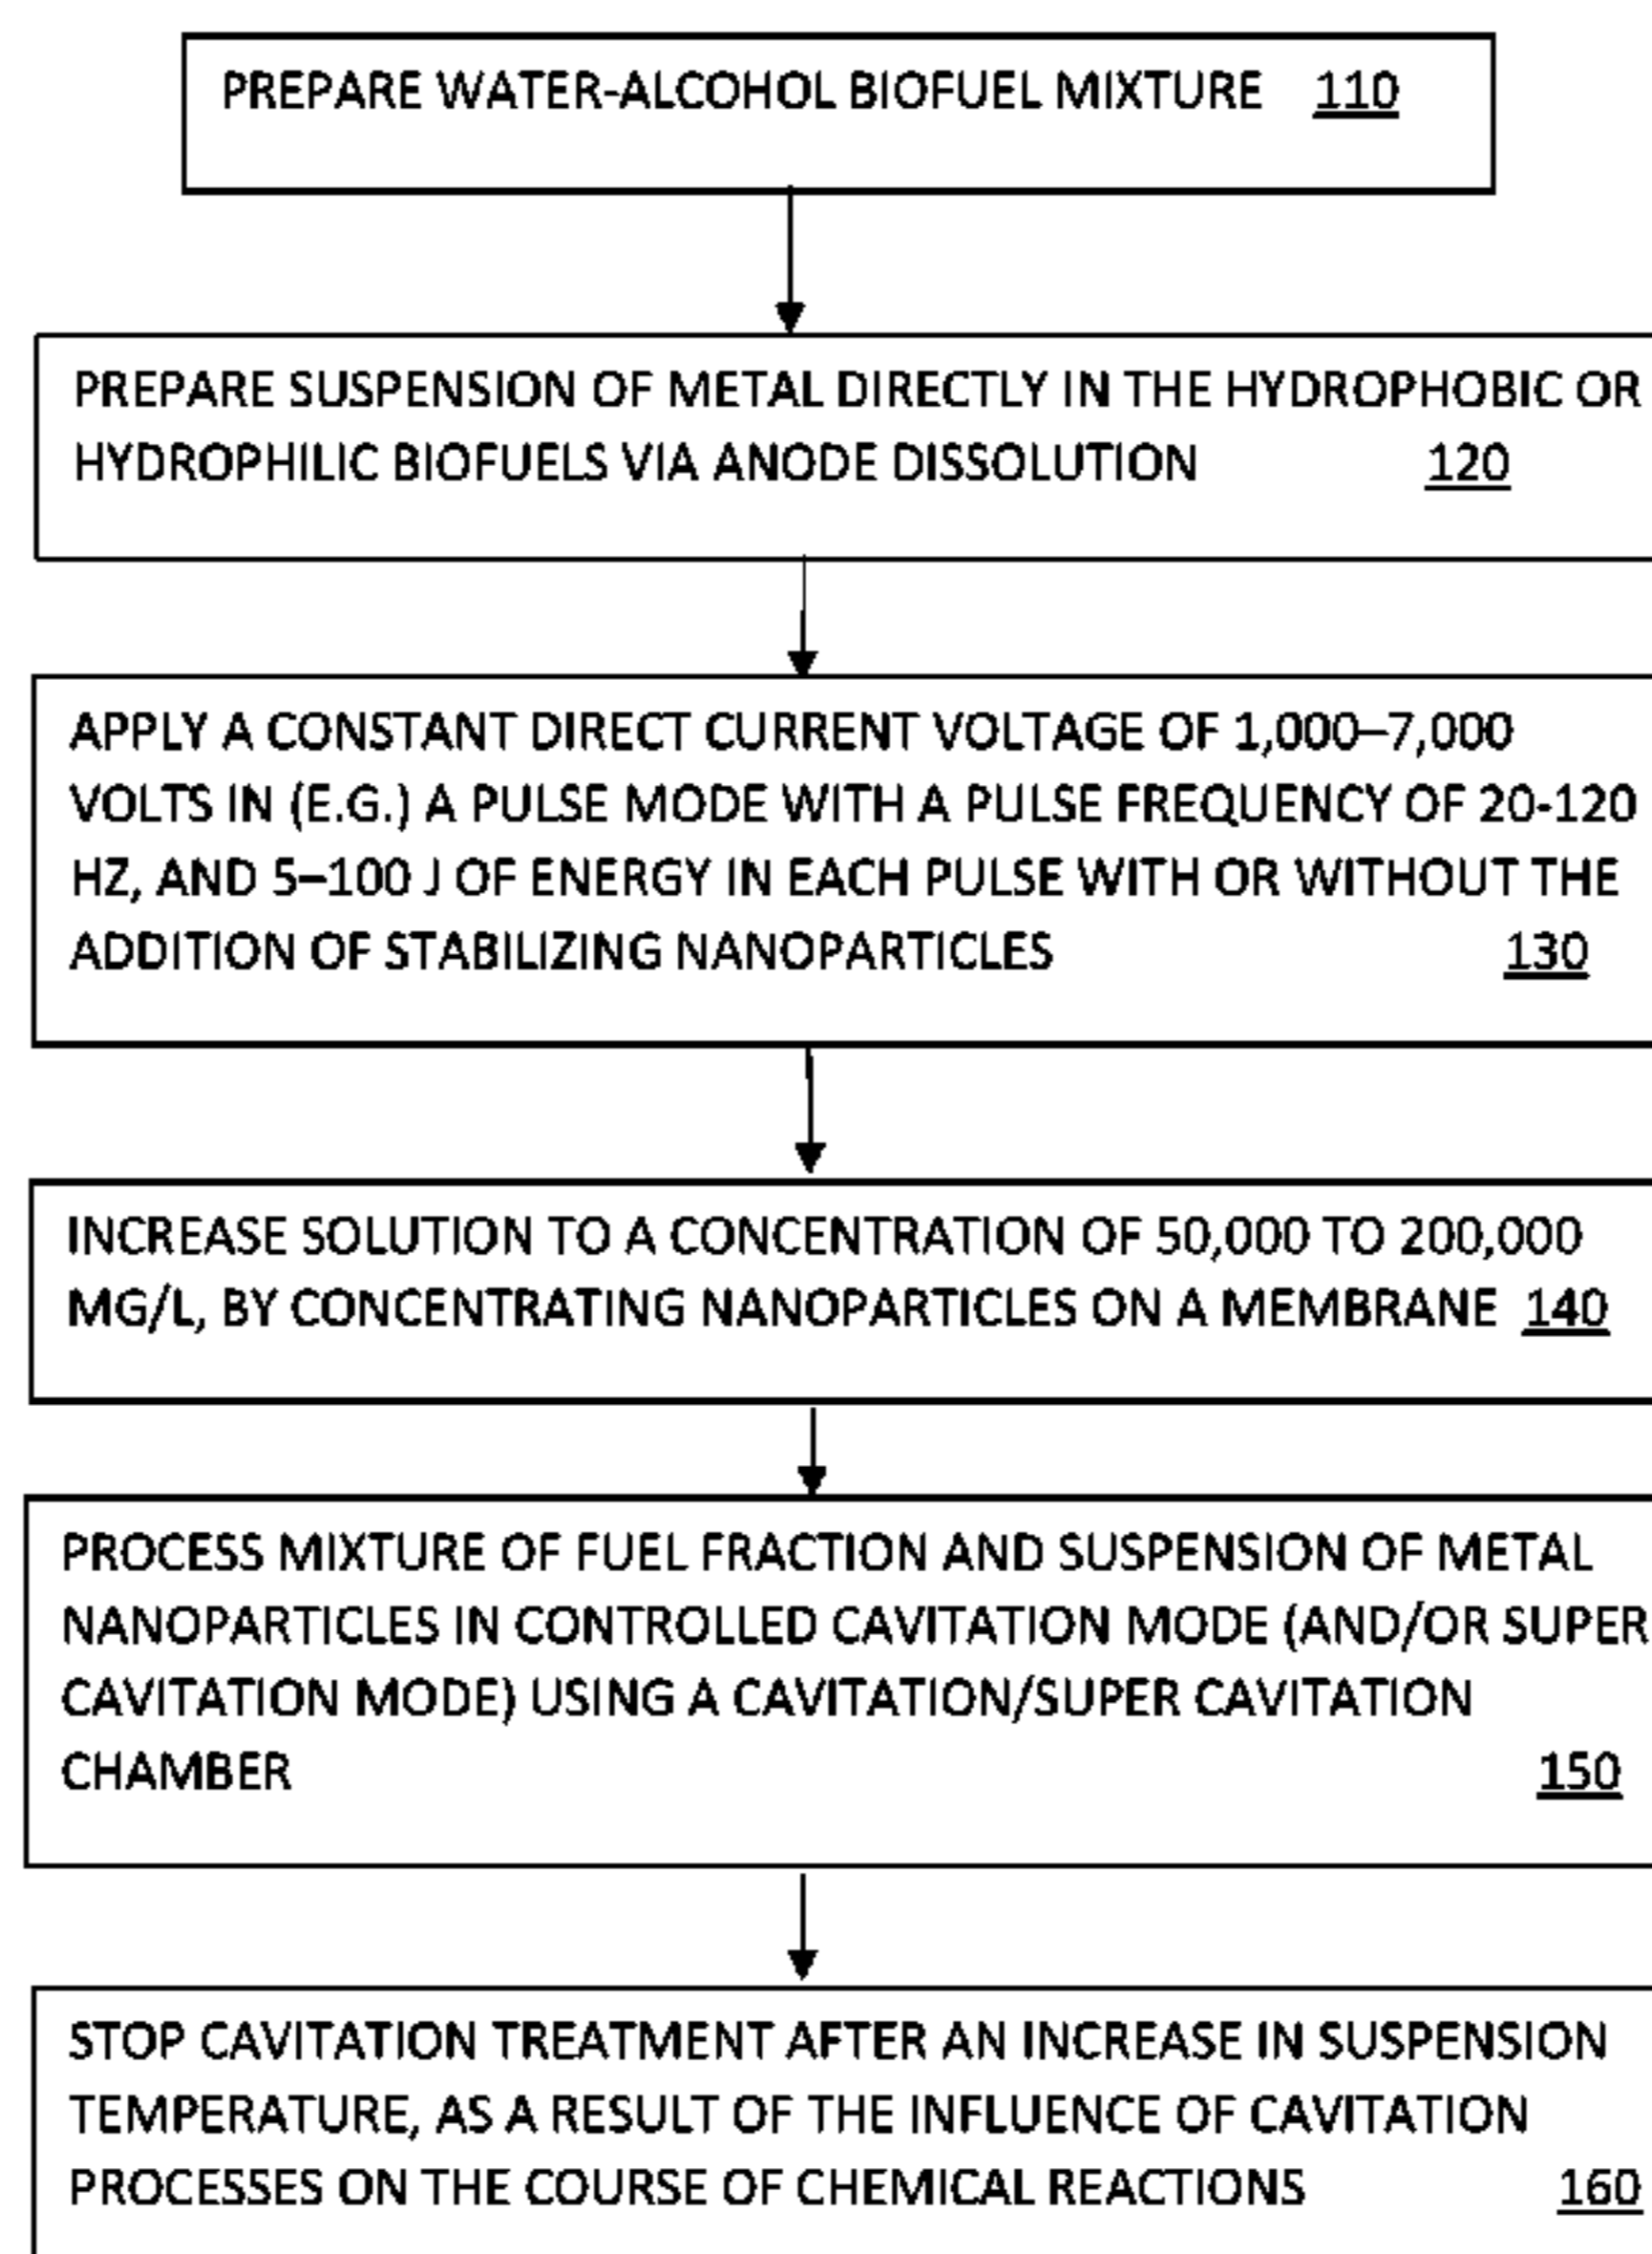 PREPARE WATER-ALCOHOL BIOFUEL MIXTURE 110
PREPARE SUSPENSION OF METAL DIRECTLY IN THE HYDROPHOBIC OR
HYDROPHILIC BIOFUELS VIA ANODE DISSOLUTION 120
APPLY A CONSTANT DIRECT CURRENT VOLTAGE OF 1,000–7,000
VOLTS IN (E.G.) A PULSE MODE WITH A PULSE FREQUENCY OF 20-120
HZ, AND 5–100 J OF ENERGY IN EACH PULSE WITH OR WITHOUT THE
ADDITION OF STABILIZING NANOPARTICLES 130
INCREASE SOLUTION TO A CONCENTRATION OF 50,000 TO 200,000
MG/L, BY CONCENTRATING NANOPARTICLES ON A MEMBRANE 140
PROCESS MIXTURE OF FUEL FRACTION AND SUSPENSION OF METAL
NANOPARTICLES IN CONTROLLED CAVITATION MODE (AND/OR SUPER
CAVITATION MODE) USING A CAVITATION/SUPER CAVITATION
CHAMBER 150
STOP CAVITATION TREATMENT AFTER AN INCREASE IN SUSPENSION
TEMPERATURE, AS A RESULT OF THE INFLUENCE OF CAVITATION
PROCESSES ON THE COURSE OF CHEMICAL REACTIONS 160